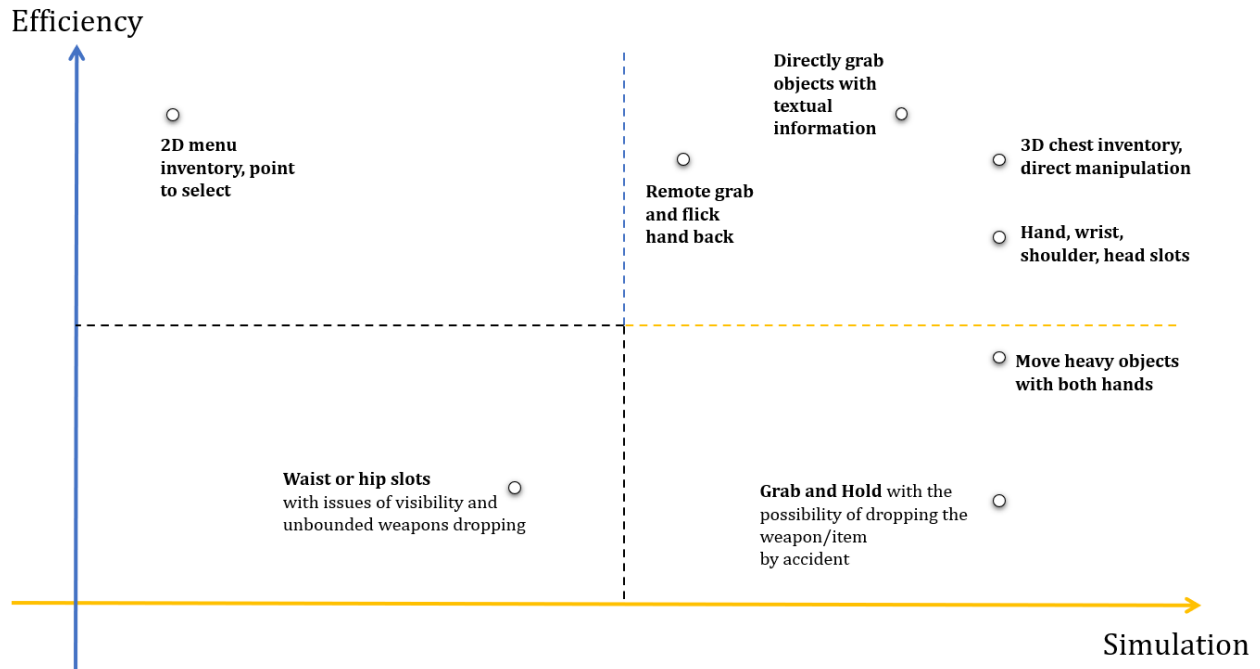 Efficiency
2D menu
inventory, point
to select
Directly grab
objects with
textual
information
Remote grab
and flick
hand back
3D chest inventory,
direct manipulation
Hand, wrist,
shoulder, head slots
Move heavy objects
with both hands
Waist or hip slots
with issues of visibility and
unbounded weapons dropping
Grab and Hold with the
possibility of dropping the
weapon/item
by accident
Simulation